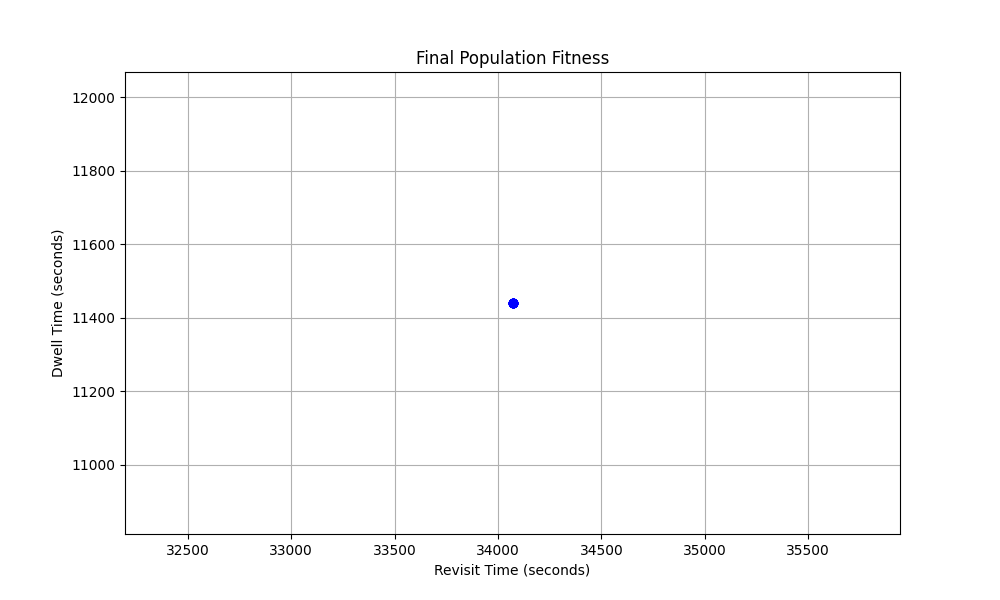 Final Population Fitness
12000
11800
11600
11400
11200
11000
Dwell Time (seconds)
32500 33000 33500 34000 34500 35000 35500
Revisit Time (seconds)